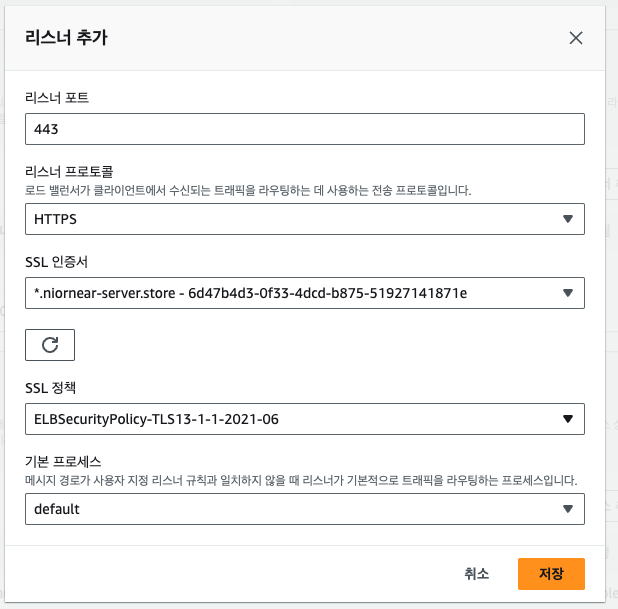 리스너 추가
리스너 포트
443
리스너 프로토콜
로드 밸런서가 클라이언트에서 수신되는 트래픽을 라우팅하는 데 사용하는 전송 프로토콜입니다.
HTTPS
SSL 인증서
*.niornear-server.store - 6d47b4d3-0f33-4dcd-b875-51927141871e
SSL 정책
ELBSecurityPolicy-TLS13-1-1-2021-06
기본 프로세스
메시지 경로가 사용자 지정 리스너 규칙과 일치하지 않을 때 리스너가 기본적으로 트래픽을 라우팅하는 프로세스입니다.
default
취소
저장